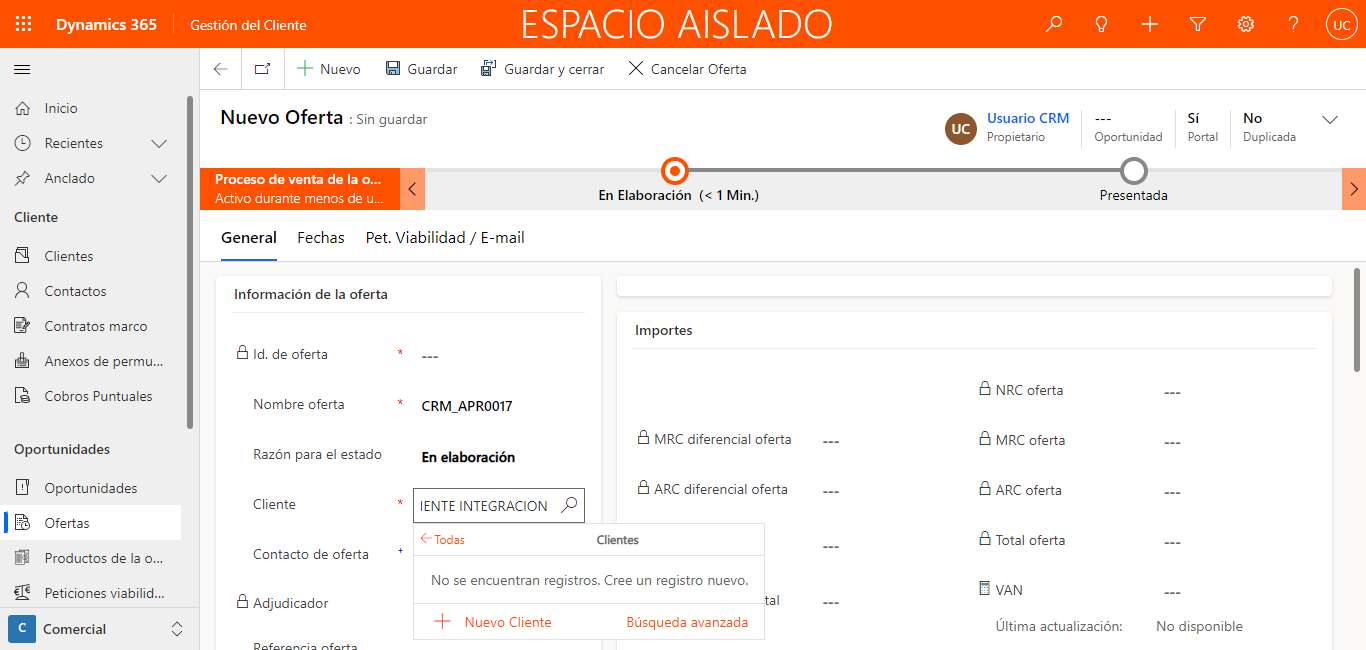 Dynamics 365
Gestión del Cliente
ESPACIO AISLADO
UC
Nuevo
Guardar
Guardar y cerrar
Cancelar Oferta
Inicio
Recientes
Anclado
Cliente
Clientes
Contactos
Contratos marco
Anexos de permu...
Cobros Puntuales
Oportunidades
Oportunidades
Ofertas
Productos de la o...
Peticiones viabilid...
C
Comercial
Nuevo Oferta : Sin guardar
UC
Usuario CRM
Propietario
---
Oportunidad
Sí
Portal
No
Duplicada
Proceso de venta de la o...
Activo durante menos de u...
En Elaboración (< 1 Min.)
Presentada
General
Fechas
Pet. Viabilidad / E-mail
Información de la oferta
Id. de oferta * ---
Nombre oferta * CRM_APR0017
Razón para el estado En elaboración
Cliente * IENTE INTEGRACION
Contacto de oferta +
Adjudicador
Referencia oferta
Todas
Clientes
No se encuentran registros. Cree un registro nuevo.
Nuevo Cliente
Búsqueda avanzada
Importes
MRC diferencial oferta ---
ARC diferencial oferta ---
---
tal ---
NRC oferta ---
MRC oferta ---
ARC oferta ---
Total oferta ---
VAN ---
Última actualización: No disponible